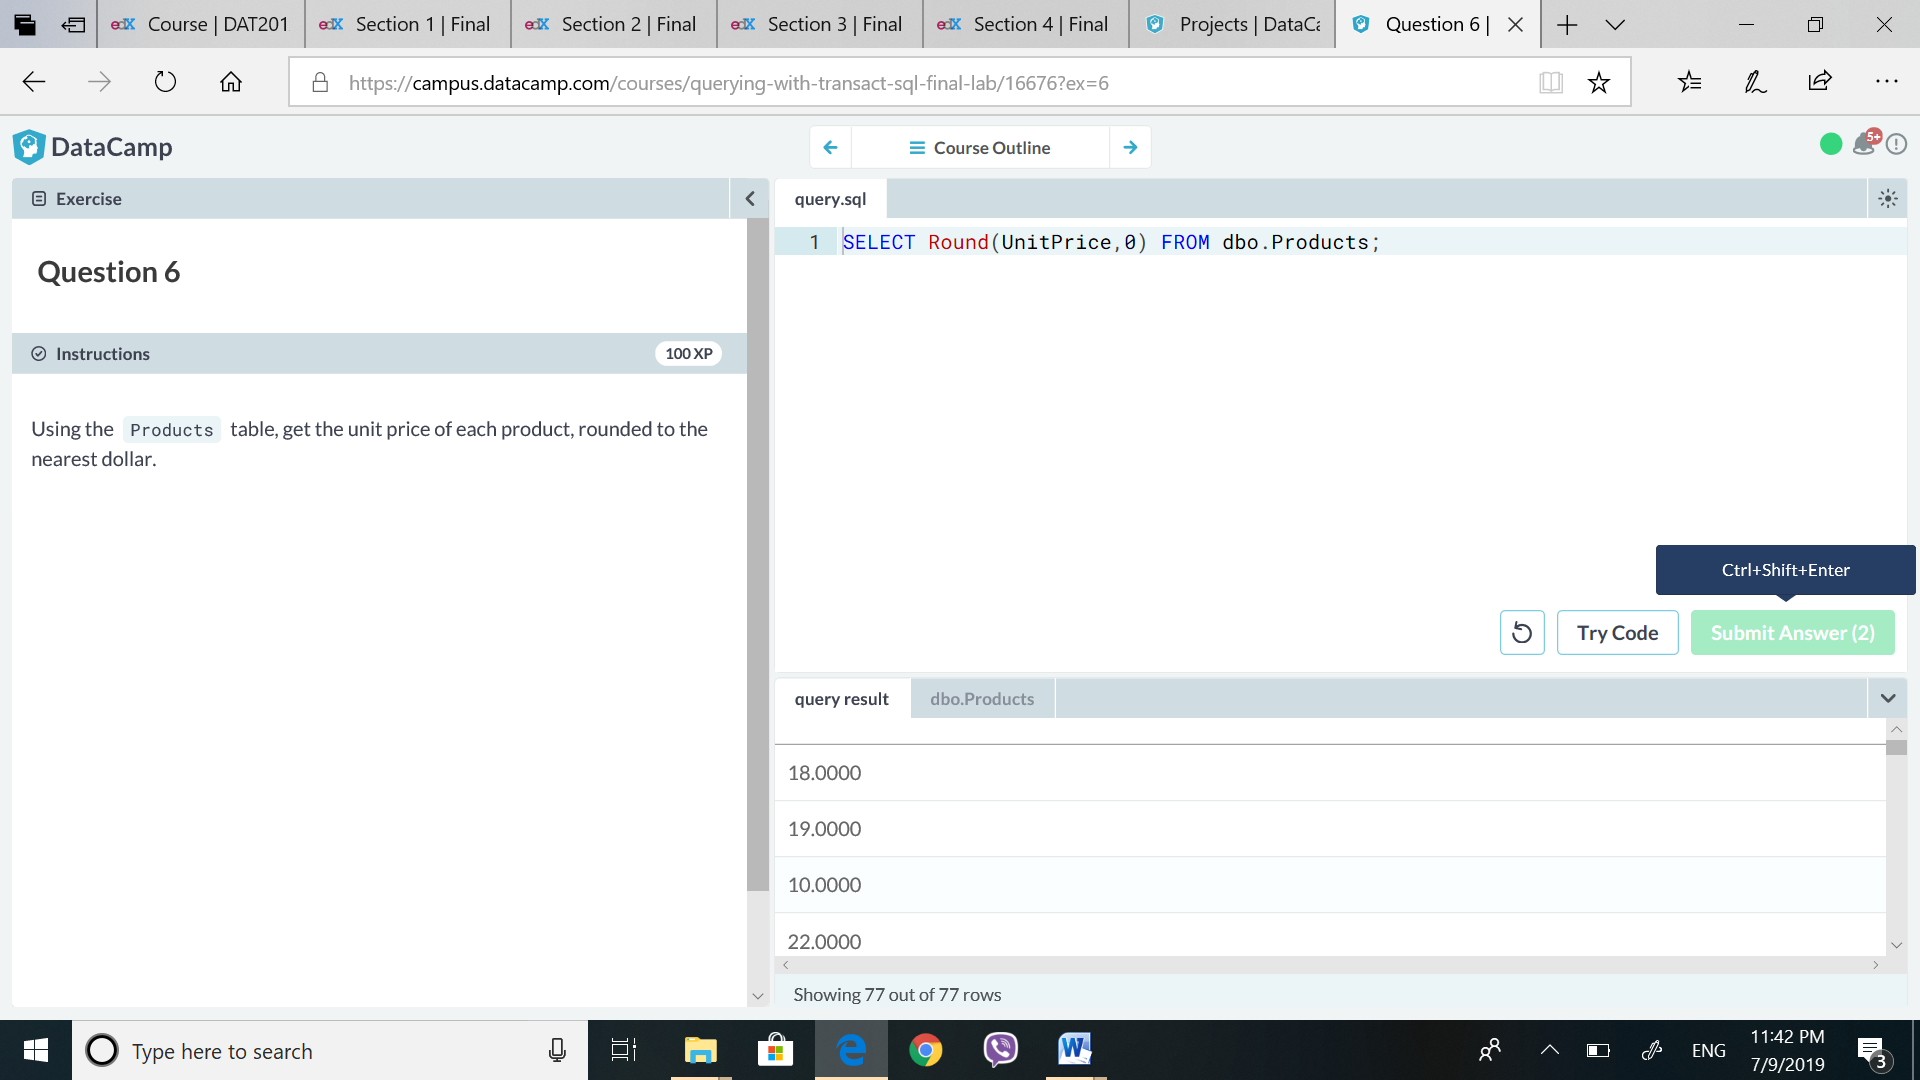 Course | DAT201
Section 1 | Final
Section 2 | Final
Section 3 | Final
Section 4 | Final
Projects | DataCa
Question 6 |
https://campus.datacamp.com/courses/querying-with-transact-sql-final-lab/16676?ex=6
DataCamp
Course Outline
5+
Exercise
Question 6
Instructions
100 XP
Using the Products table, get the unit price of each product, rounded to the
nearest dollar.
query.sql
1 SELECT Round(UnitPrice,0) FROM dbo.Products;
Ctrl+Shift+Enter
Try Code
Submit Answer (2)
query result
dbo.Products
18.0000
19.0000
10.0000
22.0000
Showing 77 out of 77 rows
Type here to search
ENG
11:42 PM
7/9/2019
3